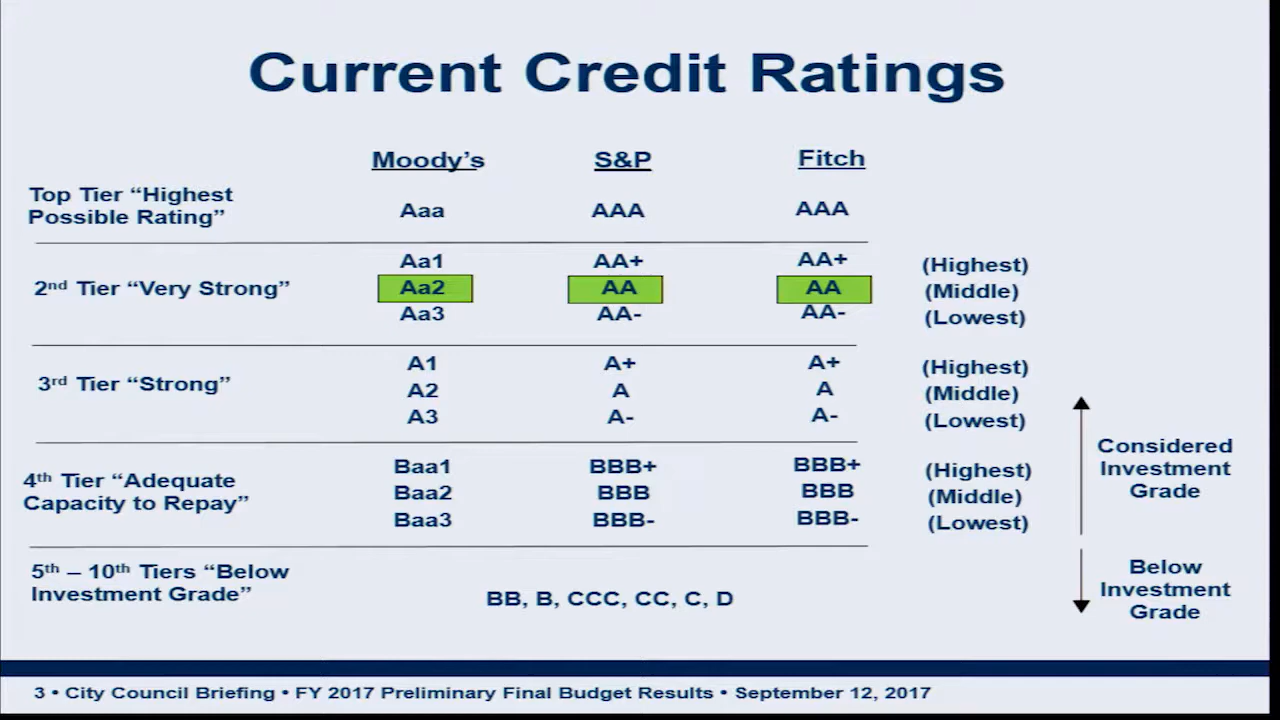 Current Credit Ratings
Moody's S&P Fitch
Top Tier “Highest
Possible Rating” Aaa AAA AAA
Aa1 AA+ AA+ (Highest)
2nd Tier “Very Strong” Aa2 AA AA (Middle)
Aa3 AA- AA- (Lowest)
A1 A+ A+ (Highest)
3rd Tier “Strong” A2 A A (Middle)
A3 A- A- (Lowest)
Considered
Investment
Grade
4th Tier “Adequate
Capacity to Repay”
Baa1 BBB+ BBB+ (Highest)
Baa2 BBB BBB (Middle)
Baa3 BBB- BBB- (Lowest)
5th – 10th Tiers “Below
Investment Grade”
BB, B, CCC, CC, C, D
Below
Investment
Grade
3 • City Council Briefing • FY 2017 Preliminary Final Budget Results • September 12, 2017